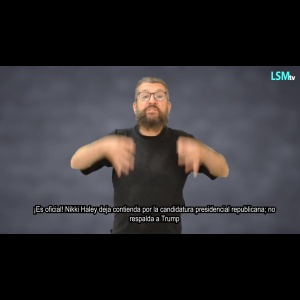 LSMtv
¡Es oficial! Nikki Haley deja contienda por la candidatura presidencial republicana; no
respalda a Trump